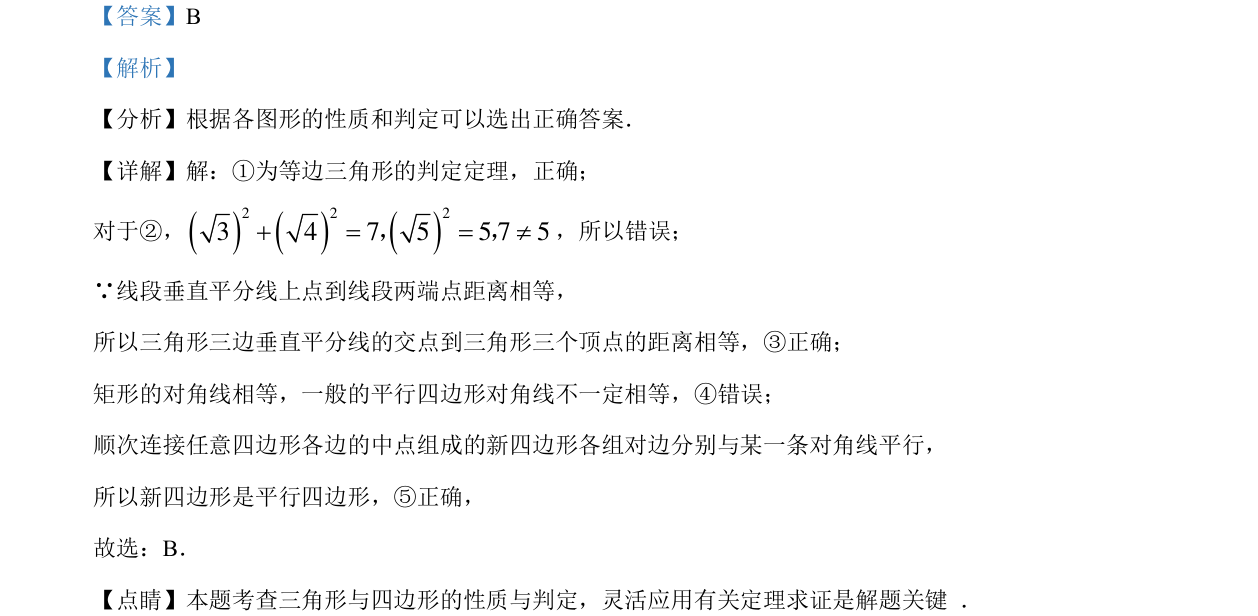 【答案】B
【解析】
【分析】根据各图形的性质和判定可以选出正确答案．
【详解】解：①为等边三角形的判定定理，正确；
对于②，(√3)²+(√4)²=7,(√5)²=5,7≠5，所以错误；
∵线段垂直平分线上点到线段两端点距离相等，
所以三角形三边垂直平分线的交点到三角形三个顶点的距离相等，③正确；
矩形的对角线相等，一般的平行四边形对角线不一定相等，④错误；
顺次连接任意四边形各边的中点组成的新四边形各组对边分别与某一条对角线平行，
所以新四边形是平行四边形，⑤正确，
故选：B．
【点睛】本题考查三角形与四边形的性质与判定，灵活应用有关定理求证是解题关键 ．